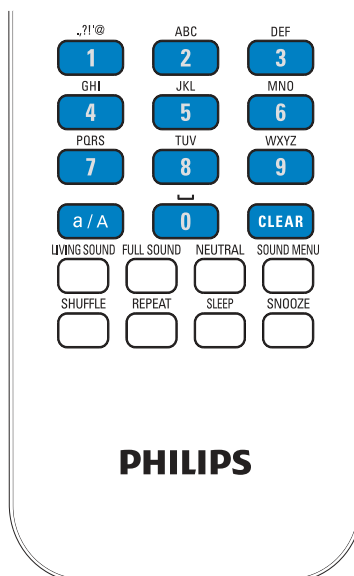 .,?!'@ ABC DEF
1 2 3
GHI JKL MNO
4 5 6
PQRS TUV WXYZ
7 8 9
a / A 0 CLEAR
LIVING SOUND FULL SOUND NEUTRAL SOUND MENU
SHUFFLE REPEAT SLEEP SNOOZE
PHILIPS